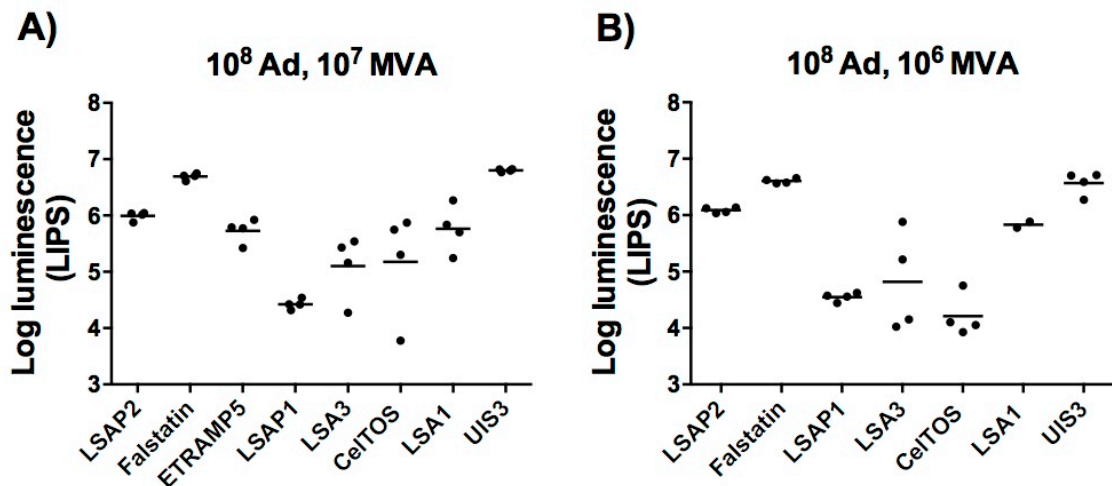 A)
10⁸ Ad, 10⁷ MVA
Log luminescence
(LIPS)
8
7
6
5
4
3
LSAP2
Falstatin
ETRAMP5
LSAP1
LSA3
CelTOS
LSA1
UIS3
B)
10⁸ Ad, 10⁶ MVA
Log luminescence
(LIPS)
8
7
6
5
4
3
LSAP2
Falstatin
LSAP1
LSA3
CelTOS
LSA1
UIS3